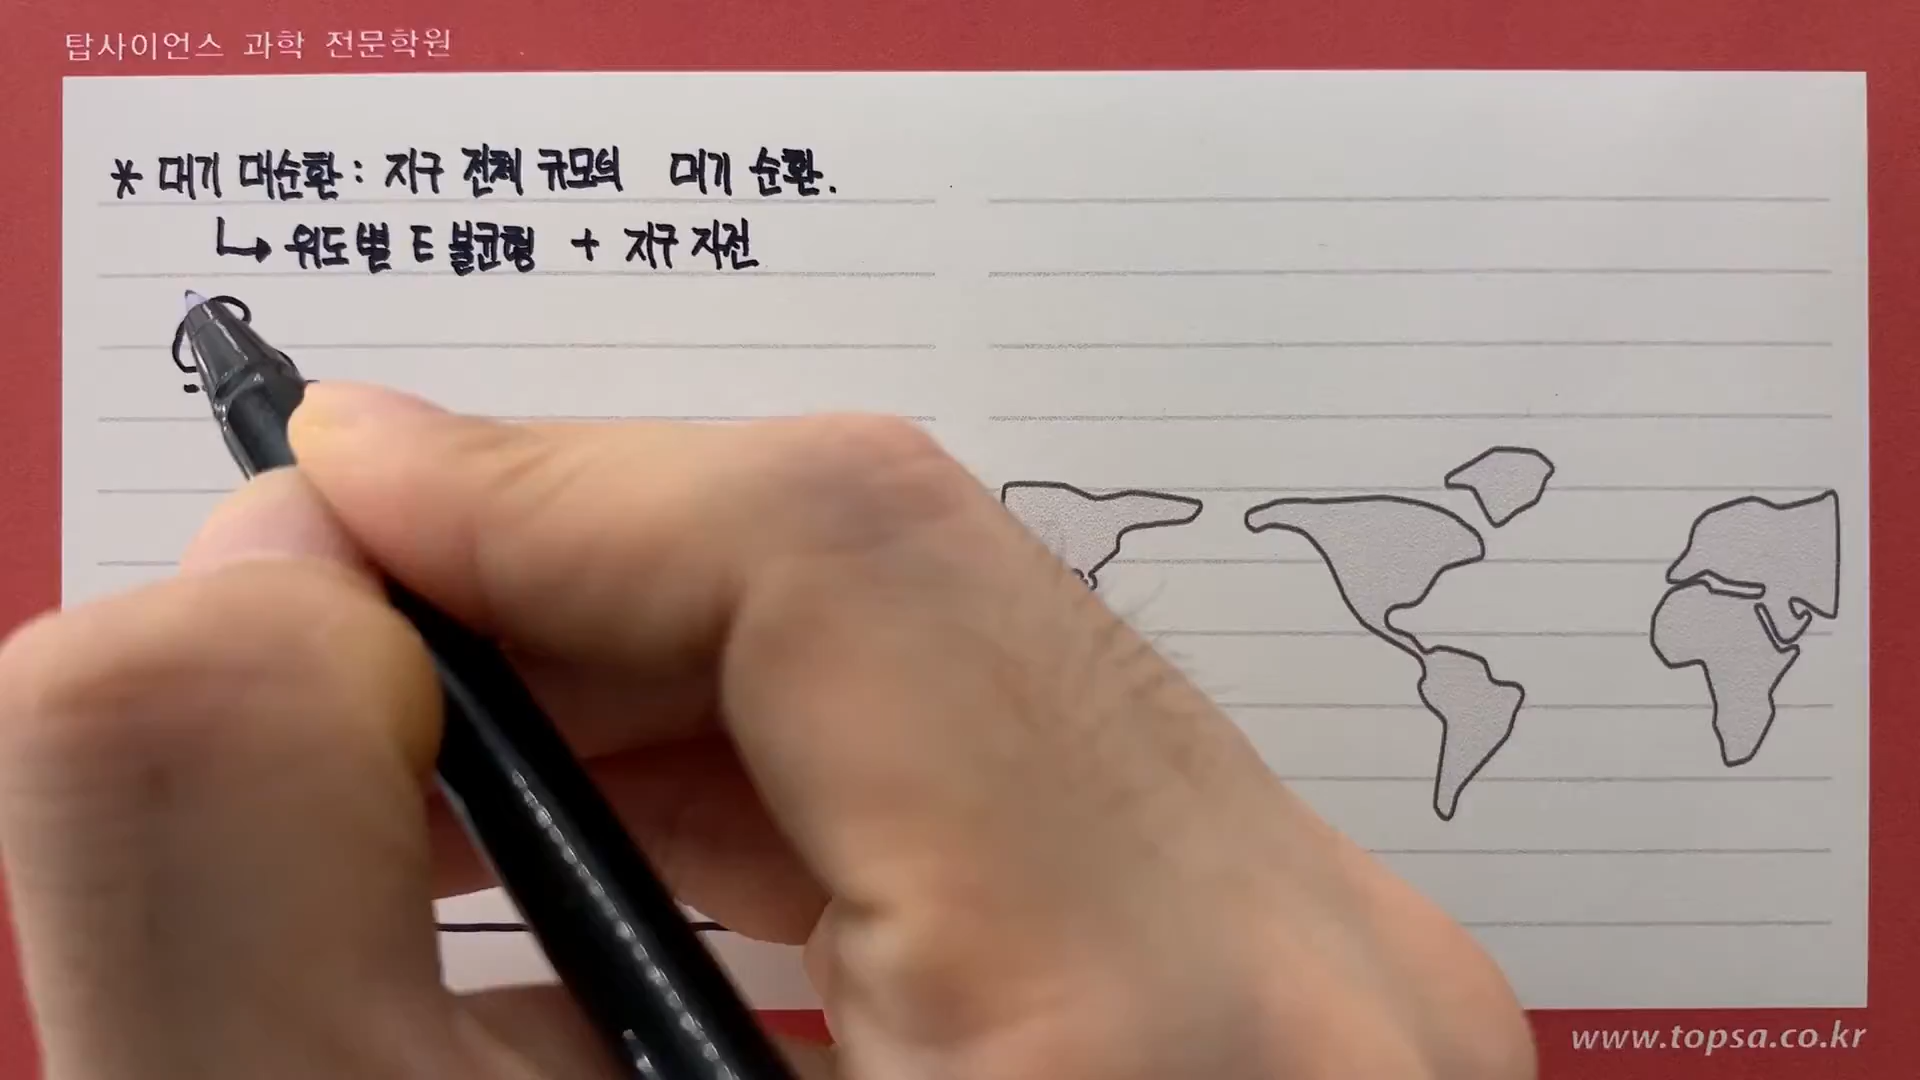 탑사이언스 과학 전문학원
* 대기 대순환 : 지구 전체 규모의 대기 순환.
↳ 위도별 E 불균형 + 지구 자전
www.topsa.co.kr